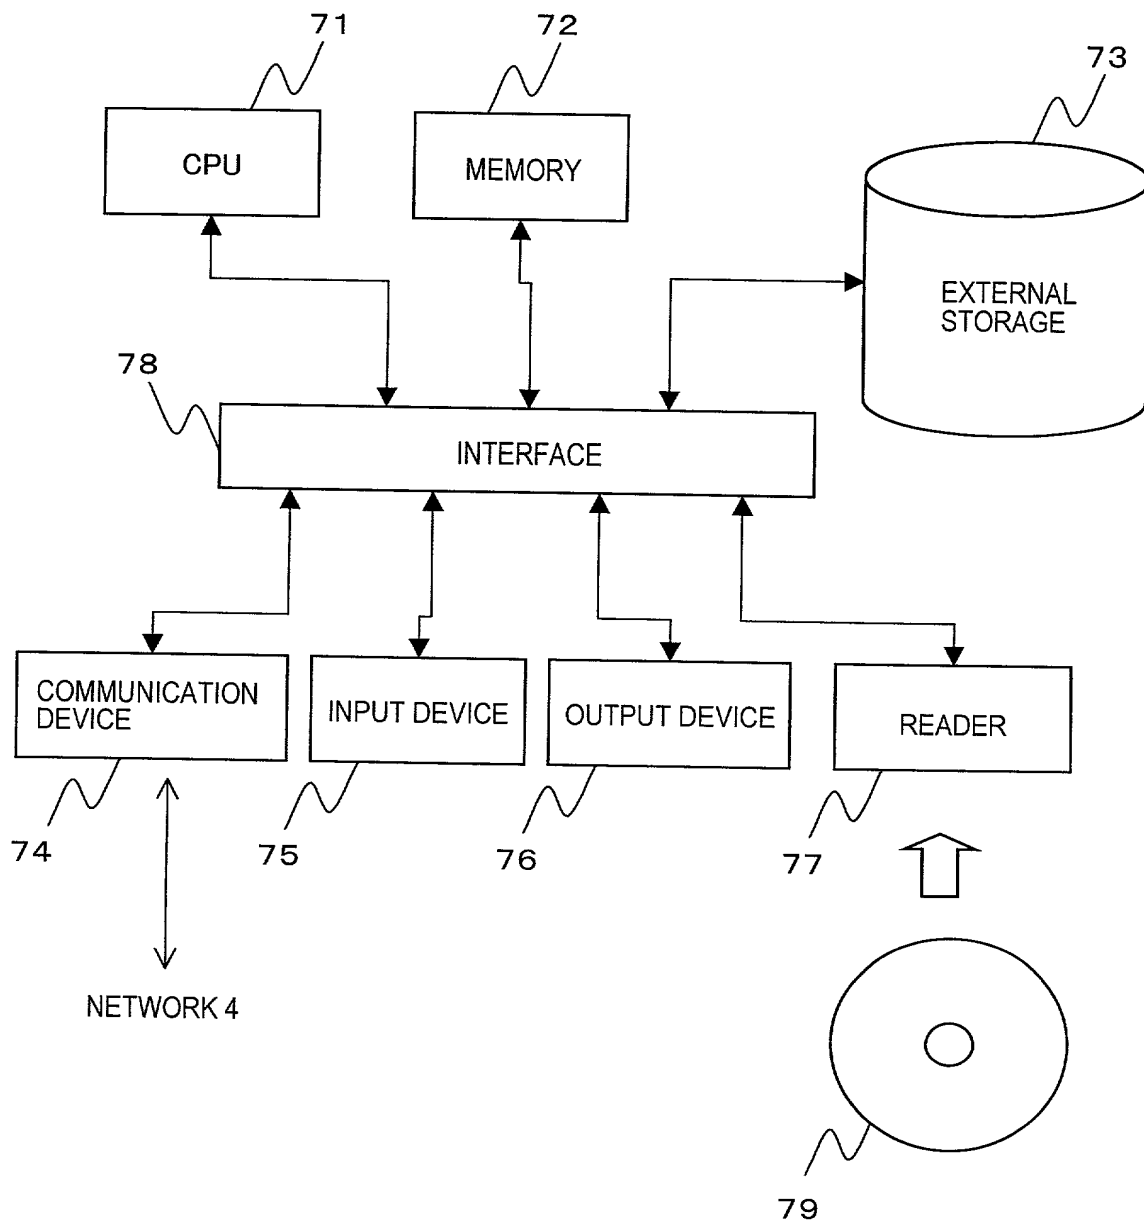 71
72
73
CPU
MEMORY
EXTERNAL
STORAGE
78
INTERFACE
COMMUNICATION
DEVICE
INPUT DEVICE
OUTPUT DEVICE
READER
74
75
76
77
NETWORK 4
79